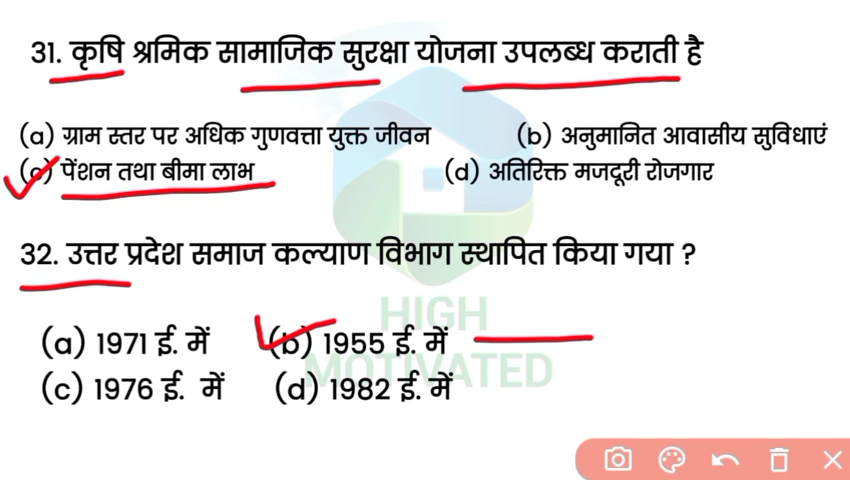 31. कृषि श्रमिक सामाजिक सुरक्षा योजना उपलब्ध कराती है
(a) ग्राम स्तर पर अधिक गुणवत्ता युक्त जीवन (b) अनुमानित आवासीय सुविधाएं
(c) पेंशन तथा बीमा लाभ (d) अतिरिक्त मजदूरी रोजगार
32. उत्तर प्रदेश समाज कल्याण विभाग स्थापित किया गया ?
HIGH
(a) 1971 ई. में (b) 1955 ई. में
MOTIVATED
(c) 1976 ई. में (d) 1982 ई. में